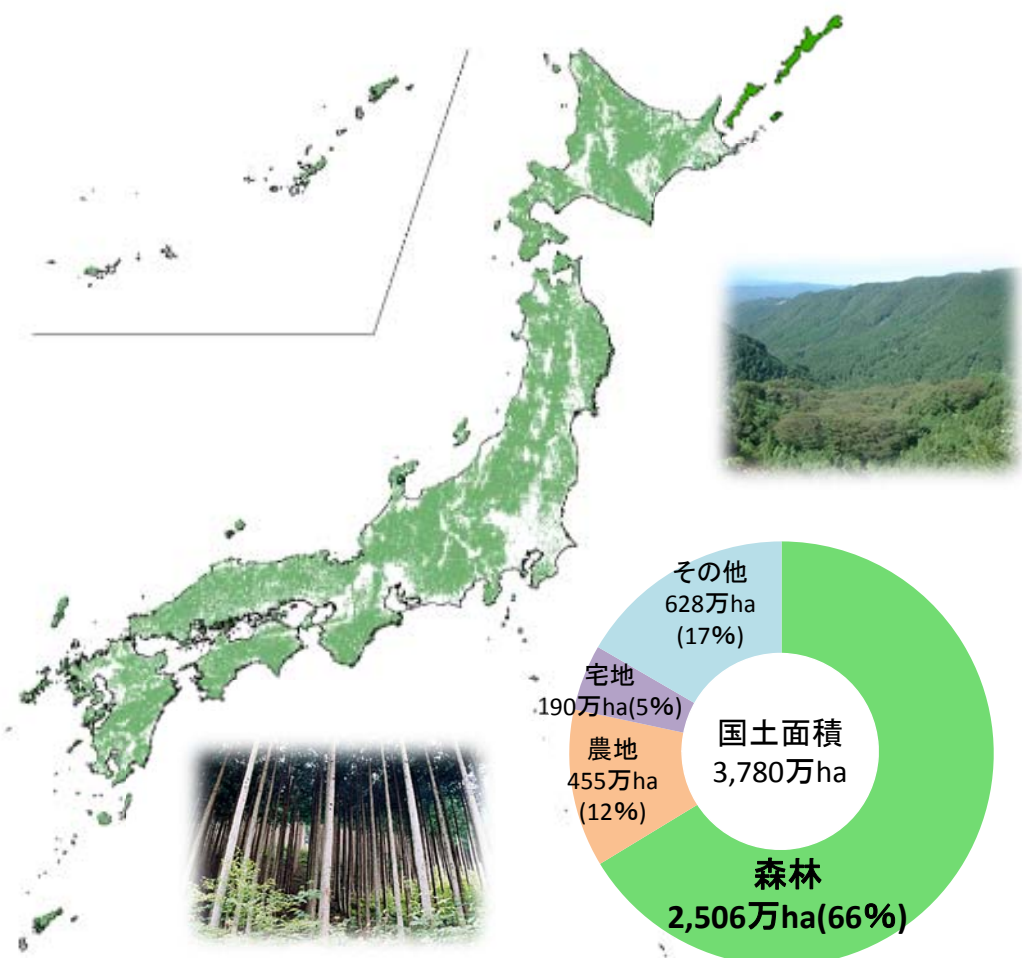 その他
628万ha
(17%)
宅地
190万ha(5%)
農地
455万ha
(12%)
国土面積
3,780万ha
森林
2,506万ha(66%)